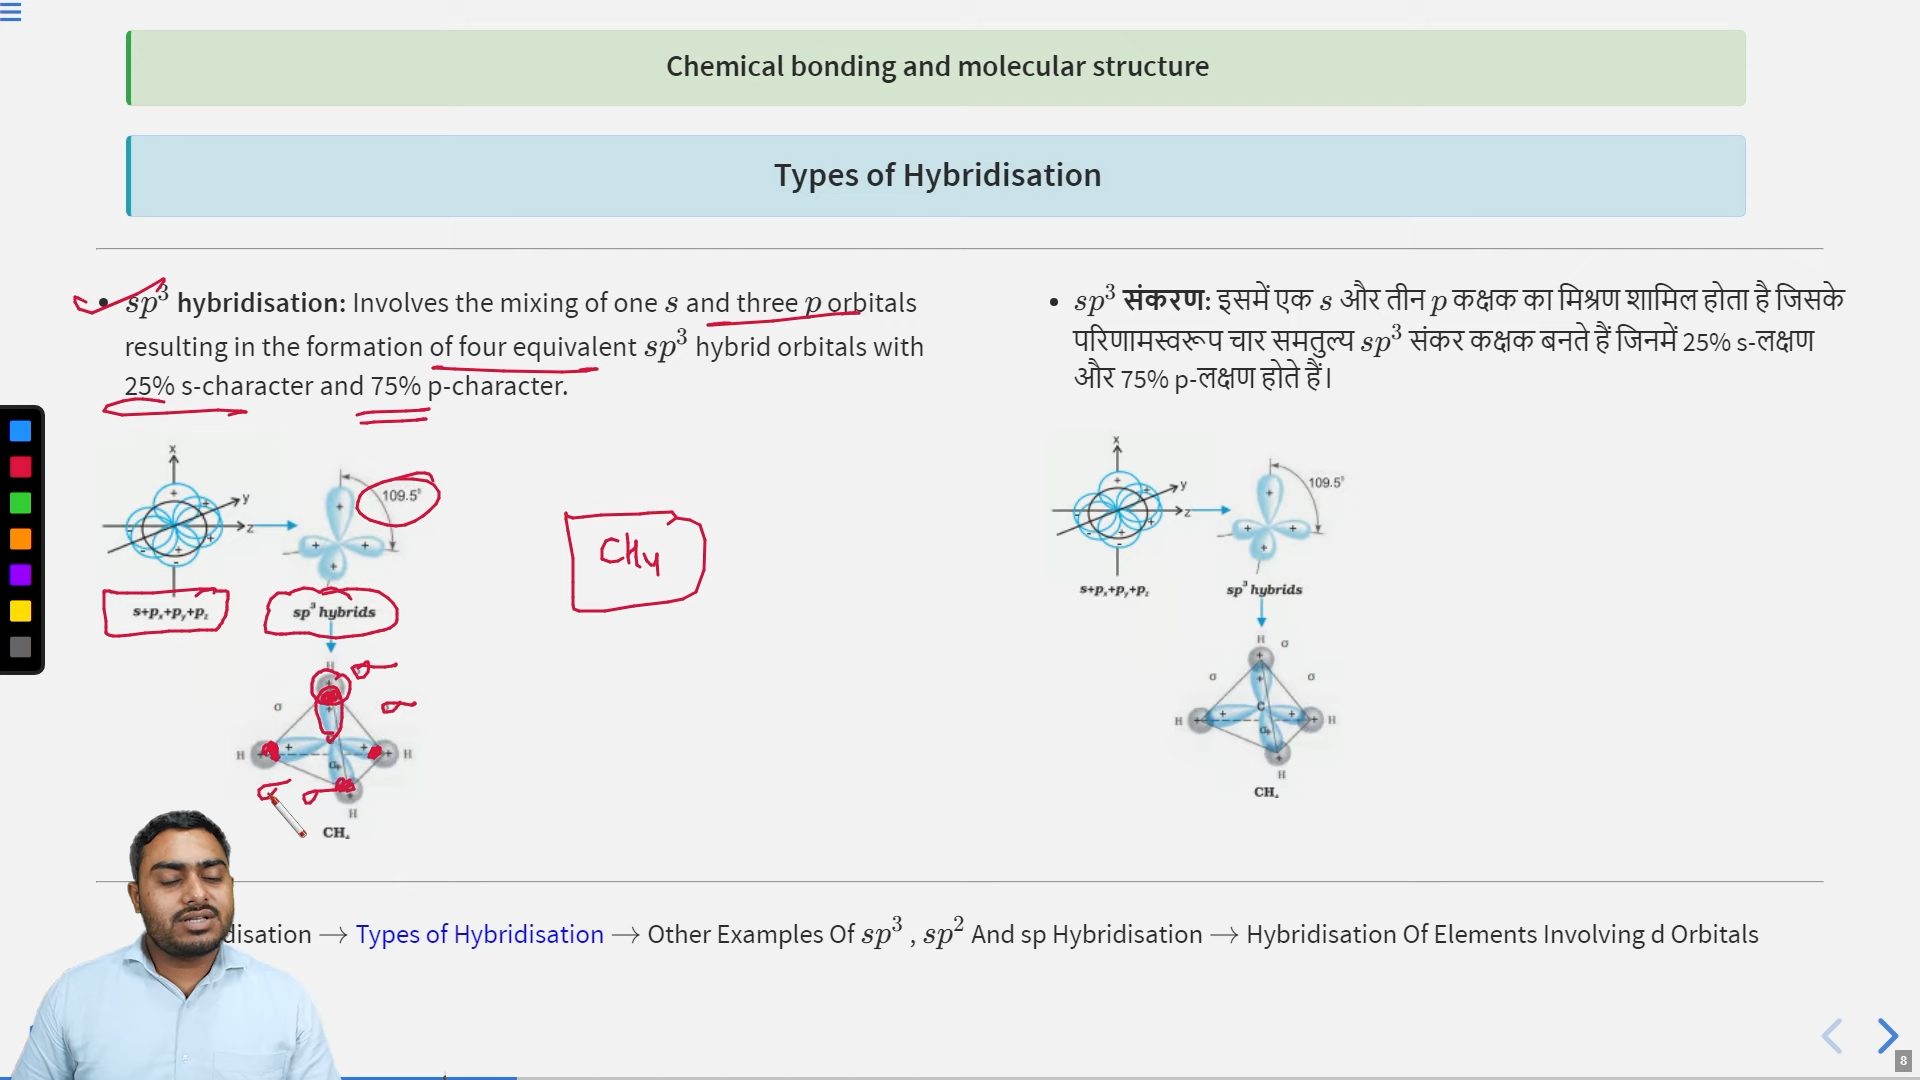 Chemical bonding and molecular structure
Types of Hybridisation
• sp³ hybridisation: Involves the mixing of one s and three p orbitals
resulting in the formation of four equivalent sp³ hybrid orbitals with
25% s-character and 75% p-character.
x
y
z
109.5°
s+pₓ+pᵧ+p_z
sp³ hybrids
CH4
H
σ
σ
σ
H
H
σ
σ
H
CH₄
• sp³ संकरण: इसमें एक s और तीन p कक्षक का मिश्रण शामिल होता है जिसके
परिणामस्वरूप चार समतुल्य sp³ संकर कक्षक बनते हैं जिनमें 25% s-लक्षण
और 75% p-लक्षण होते हैं।
x
y
z
109.5°
s+pₓ+pᵧ+p_z
sp³ hybrids
H σ
σ
σ
C
H
H
H
CH₄
disation → Types of Hybridisation → Other Examples Of sp³ , sp² And sp Hybridisation → Hybridisation Of Elements Involving d Orbitals
8